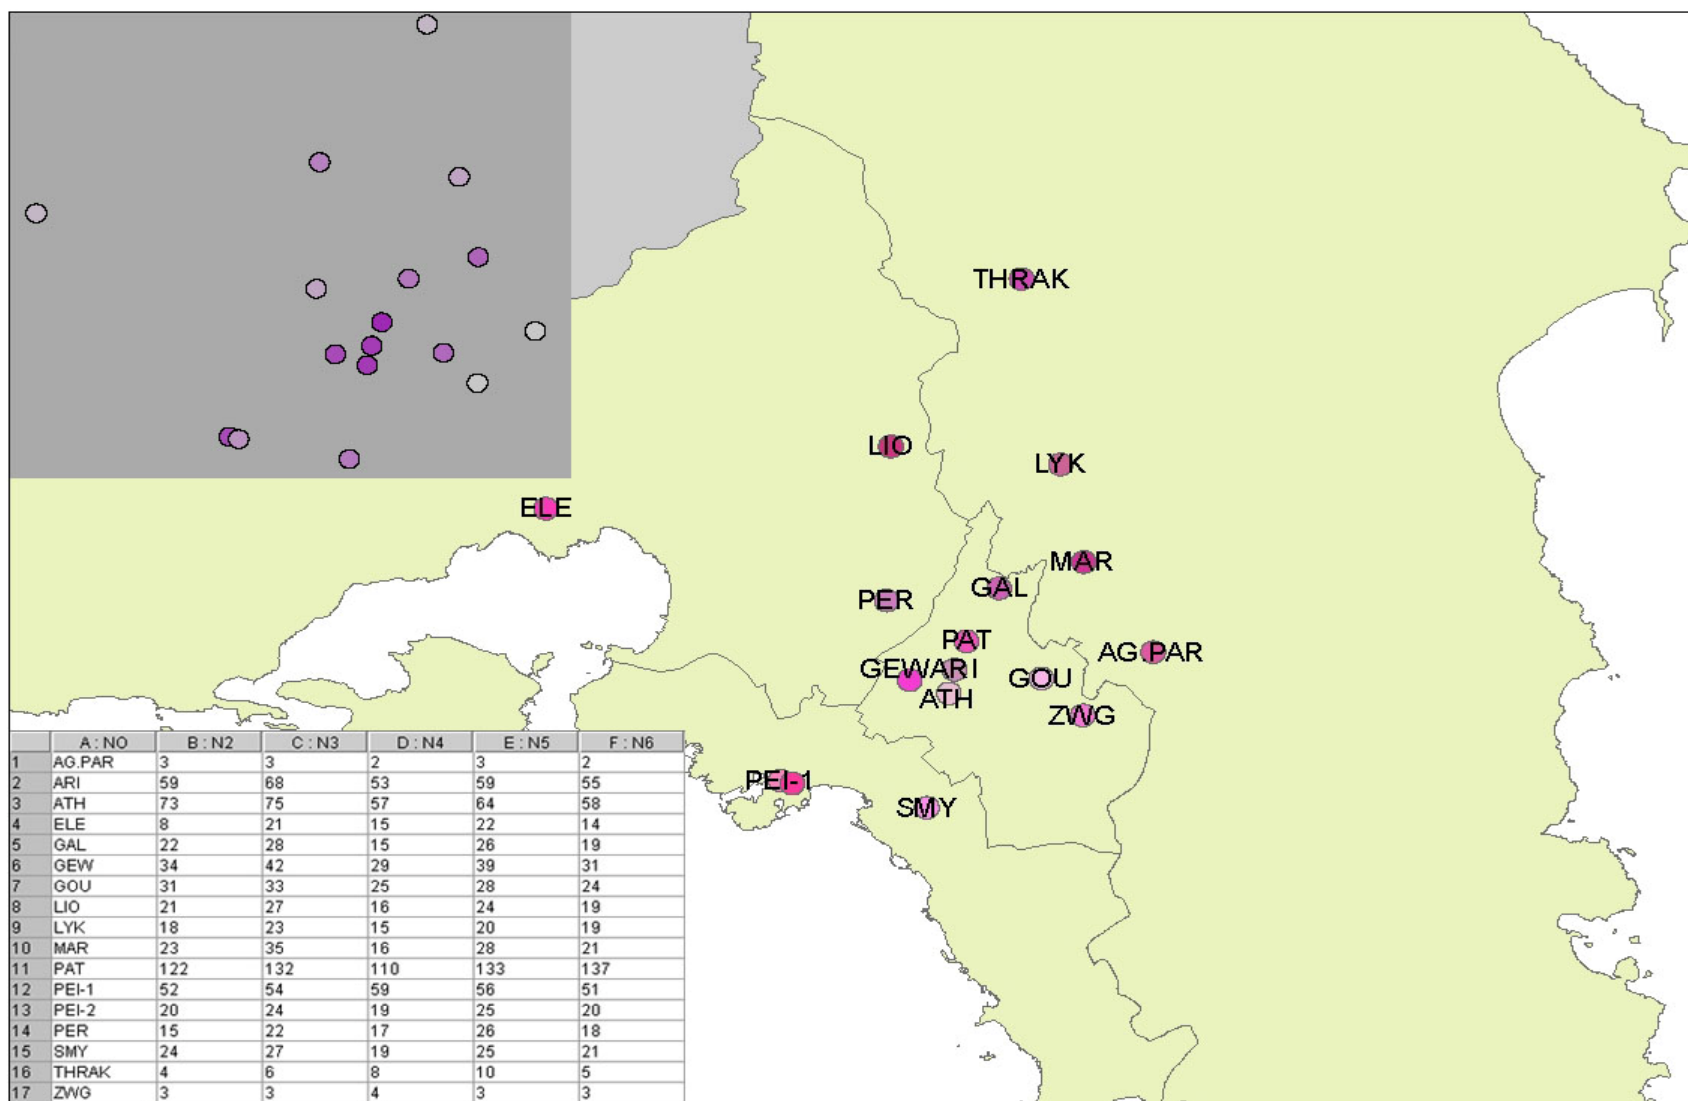 THRAK
LIO
LYK
ELE
MAR
GAL
PER
PAT
AG.PAR
GEW ARI
GOU
ATH
ZWG
PEI-1
SMY
A : NO B : N2 C : N3 D : N4 E : N5 F : N6
1 AG.PAR 3 3 2 3 2
2 ARI 59 68 53 59 55
3 ATH 73 75 57 64 58
4 ELE 8 21 15 22 14
5 GAL 22 28 15 26 19
6 GEW 34 42 29 39 31
7 GOU 31 33 25 28 24
8 LIO 21 27 16 24 19
9 LYK 18 23 15 20 19
10 MAR 23 35 16 28 21
11 PAT 122 132 110 133 137
12 PEI-1 52 54 59 56 51
13 PEI-2 20 24 19 25 20
14 PER 15 22 17 26 18
15 SMY 24 27 19 25 21
16 THRAK 4 6 8 10 5
17 ZWG 3 3 4 3 3